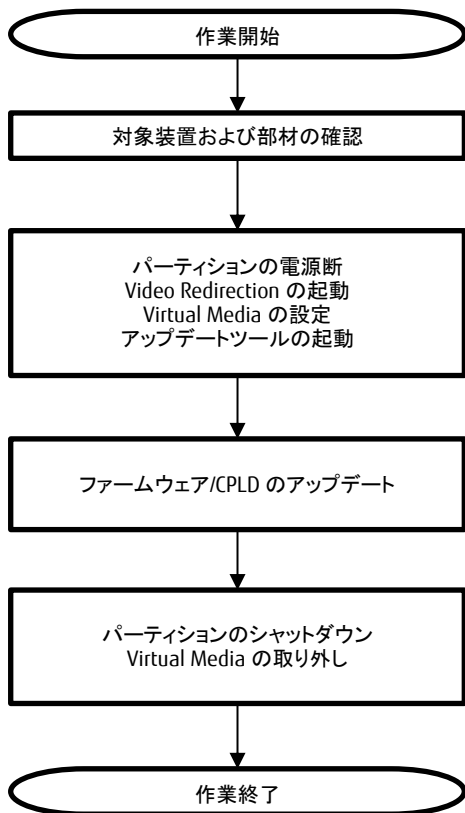 作業開始
対象装置および部材の確認
パーティションの電源断
Video Redirection の起動
Virtual Media の設定
アップデートツールの起動
ファームウェア/CPLD のアップデート
パーティションのシャットダウン
Virtual Media の取り外し
作業終了